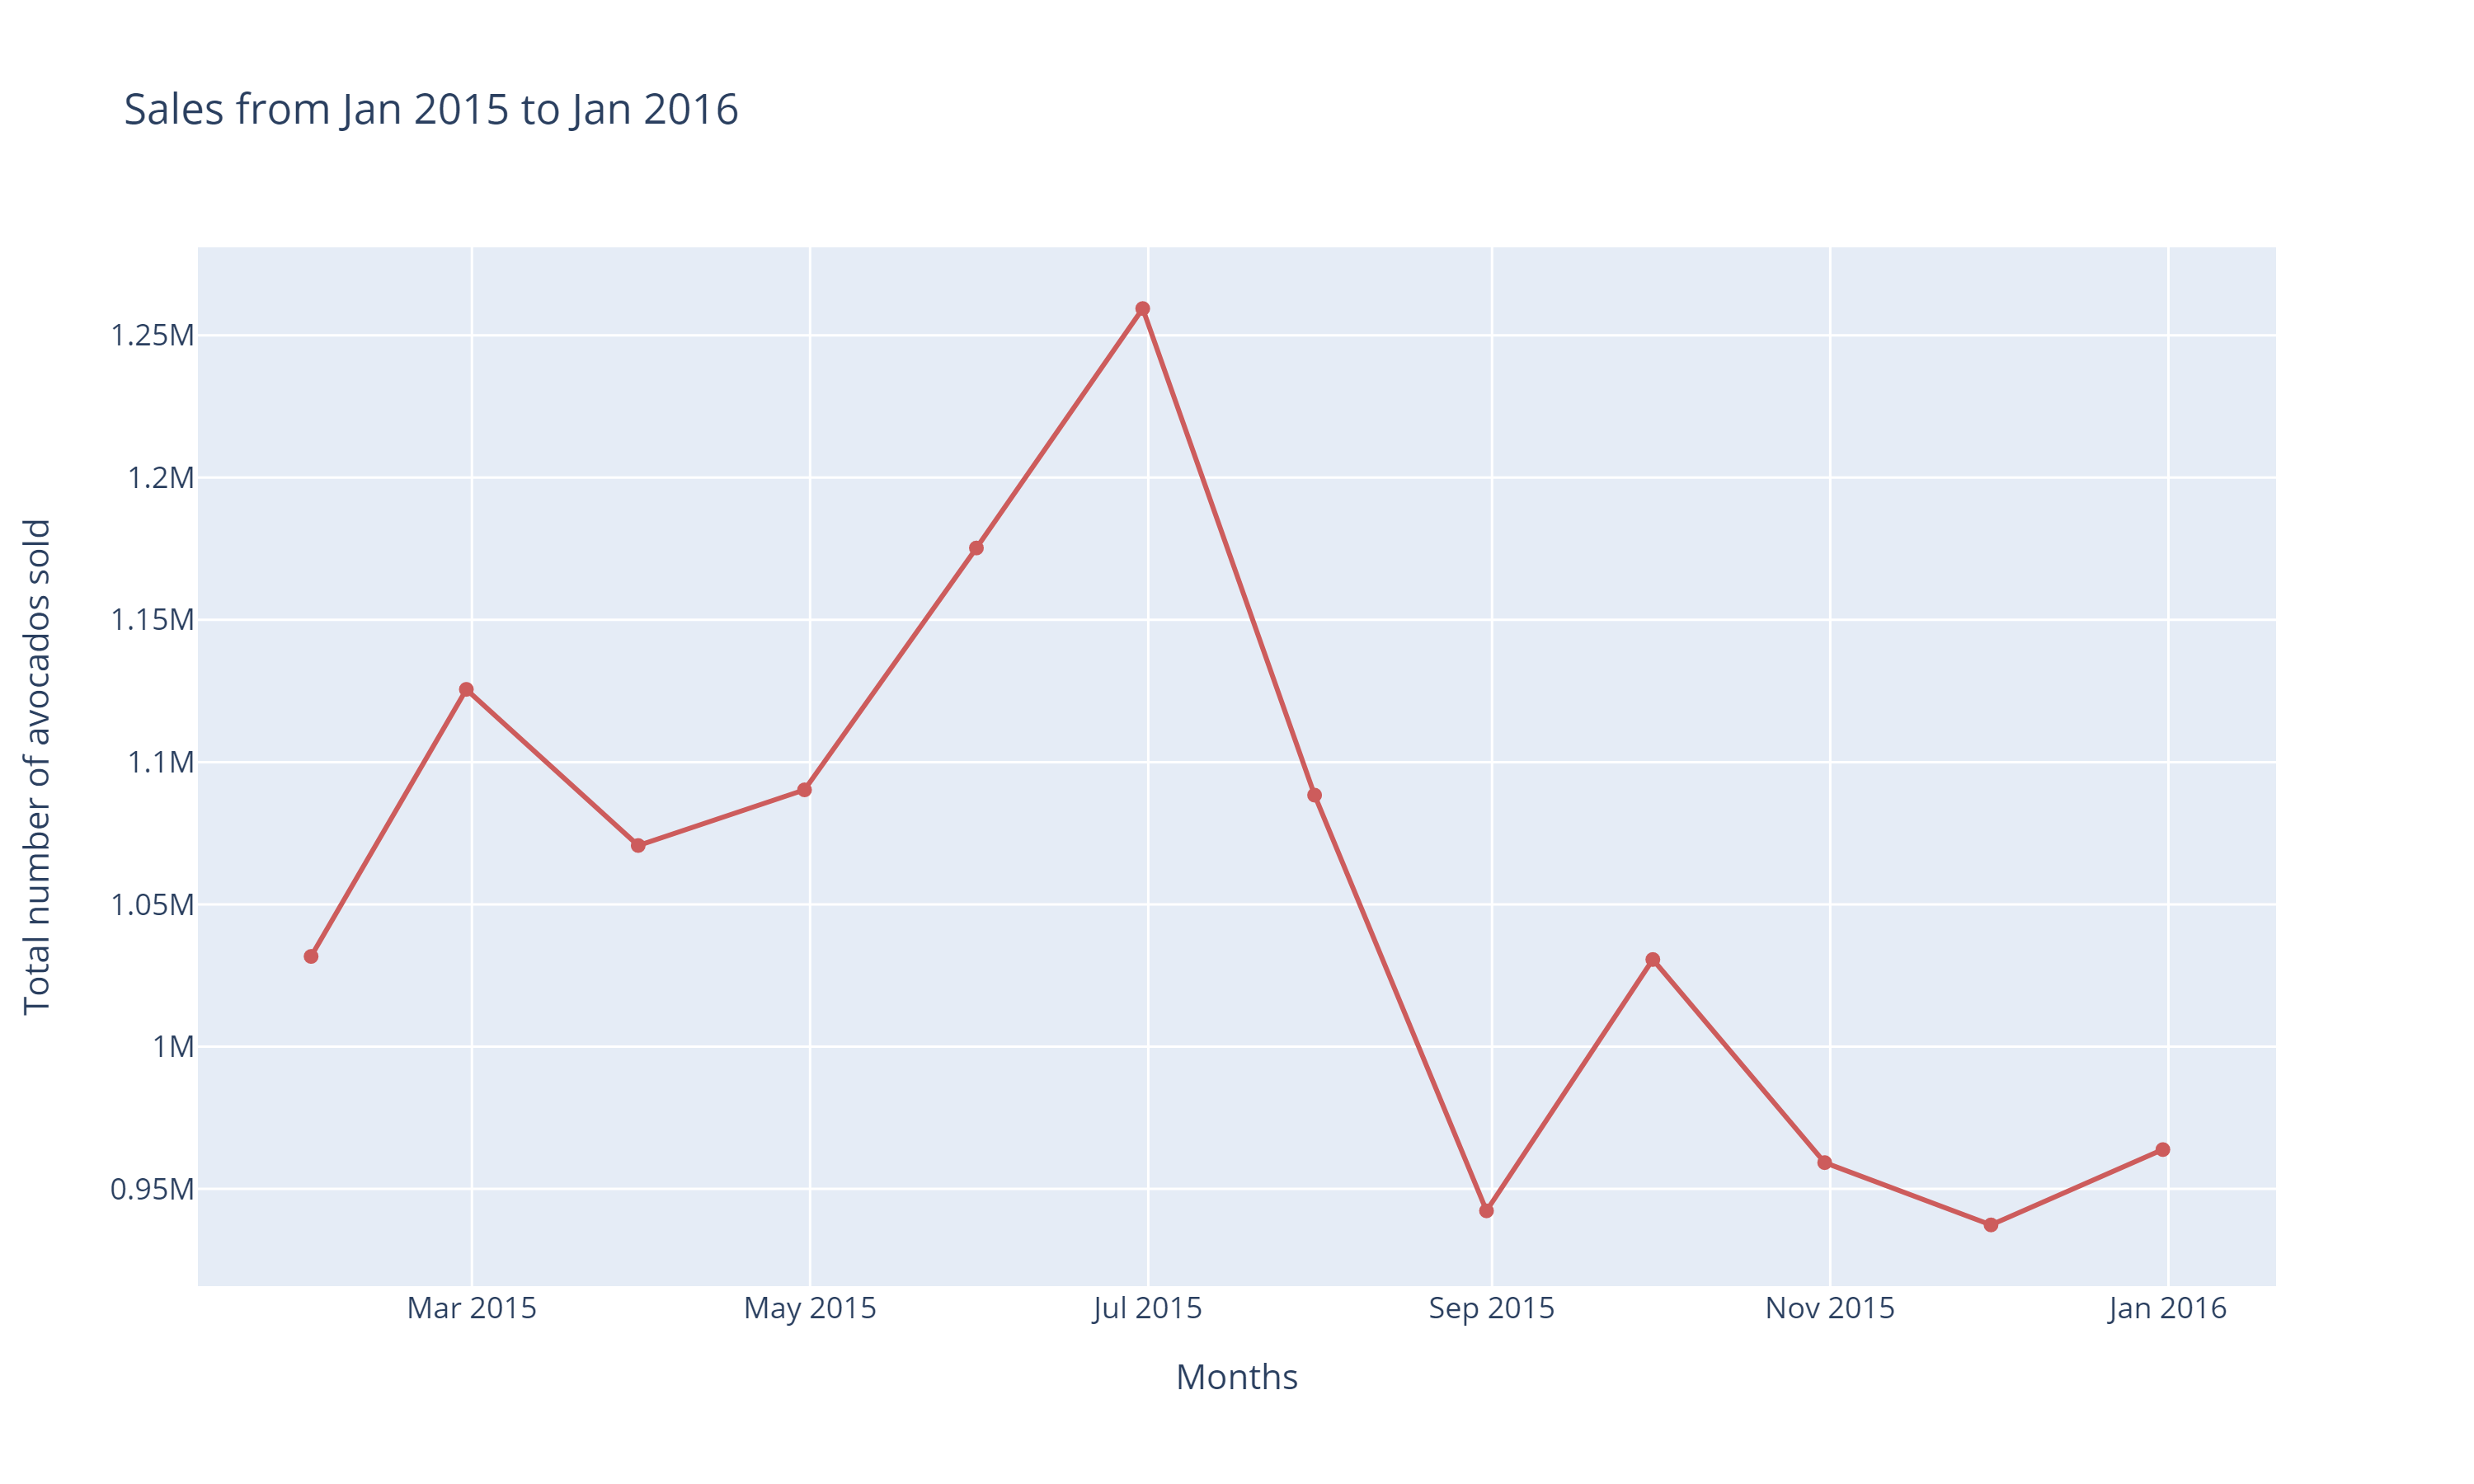 Sales from Jan 2015 to Jan 2016
1.25M
1.2M
1.15M
1.1M
1.05M
1M
0.95M
Total number of avocados sold
Mar 2015
May 2015
Jul 2015
Sep 2015
Nov 2015
Jan 2016
Months